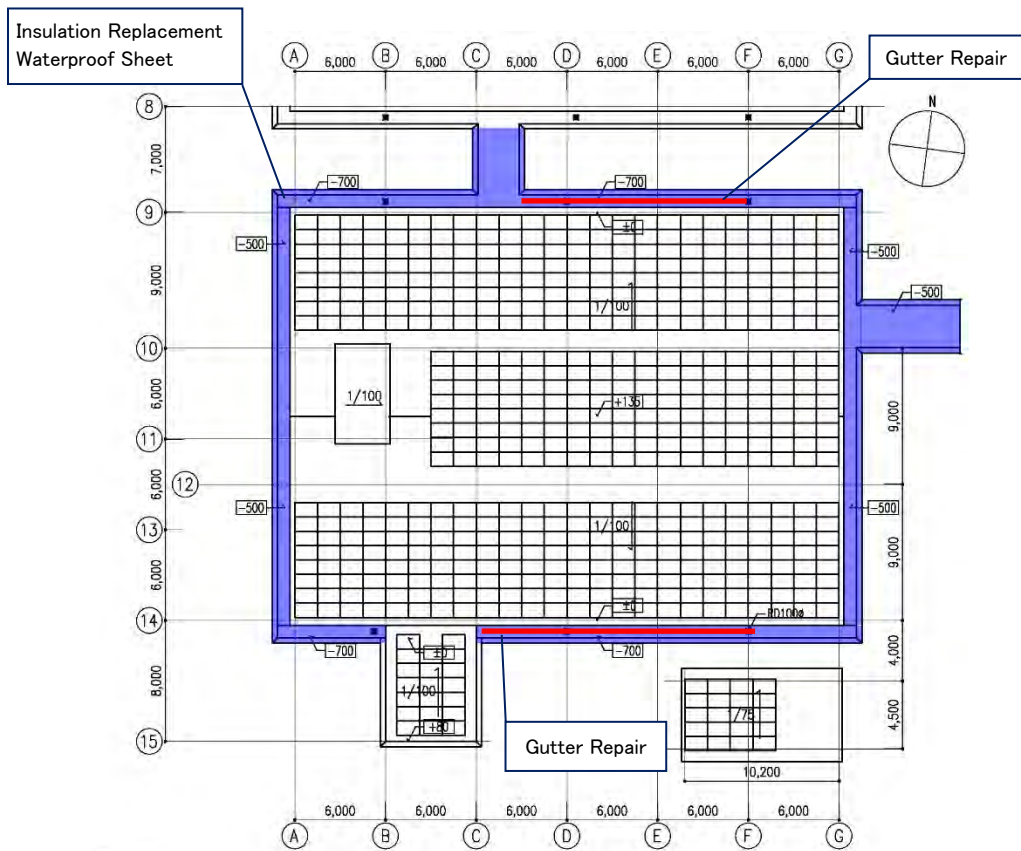 Insulation Replacement
Waterproof Sheet
Gutter Repair
A B C D E F G
6,000 6,000 6,000 6,000 6,000 6,000
N
8
7,000
-700 -700
9
±0
-500 -500
-500
9,000
1/100
10
1/100
+135
6,000
9,000
11
6,000
12
-500 -500
1/100
13
9,000
6,000
±0
RD100ø
14
-700 ±0 -700
4,000
8,000
1/100
1/75
4,500
+80
15
Gutter Repair
10,200
6,000 6,000 6,000 6,000 6,000 6,000
A B C D E F G